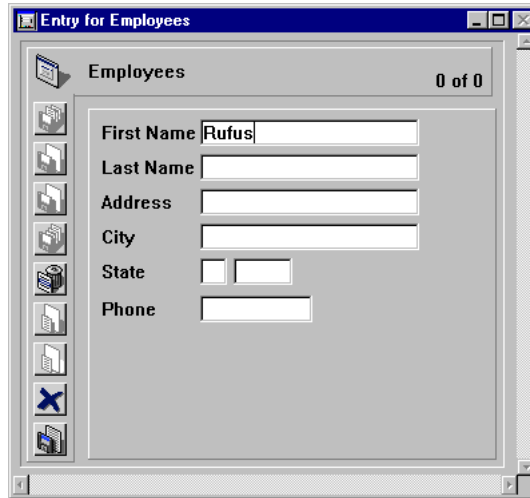 Entry for Employees
Employees
0 of 0
First Name Rufus
Last Name
Address
City
State
Phone